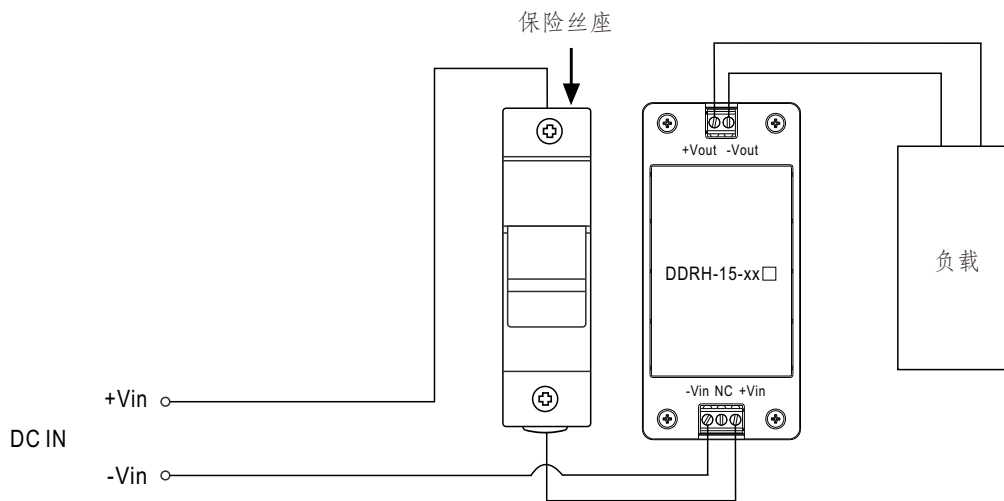 保险丝座
+Vout -Vout
DDRH-15-xx□
负载
-Vin NC +Vin
+Vin
DC IN
-Vin